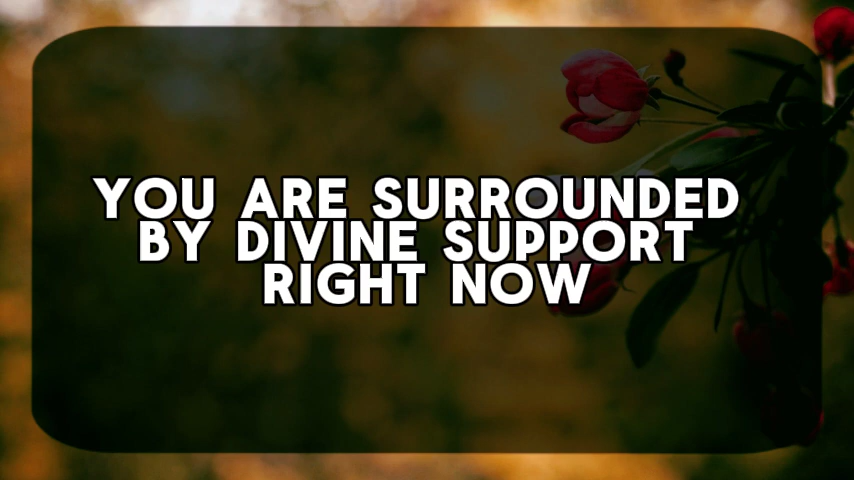 YOU ARE SURROUNDED
BY DIVINE SUPPORT
RIGHT NOW